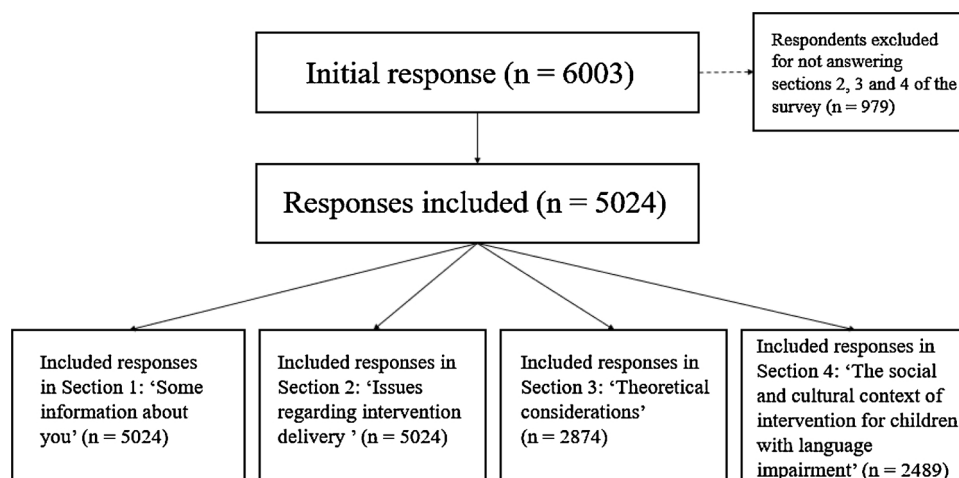 Initial response (n = 6003)
Respondents excluded
for not answering
sections 2, 3 and 4 of the
survey (n = 979)
Responses included (n = 5024)
Included responses
in Section 1: ‘Some
information about
you’ (n = 5024)
Included responses in
Section 2: ‘Issues
regarding intervention
delivery ’ (n = 5024)
Included responses in
Section 3: ‘Theoretical
considerations’
(n = 2874)
Included responses in
Section 4: ‘The social
and cultural context of
intervention for children
with language
impairment’ (n = 2489)